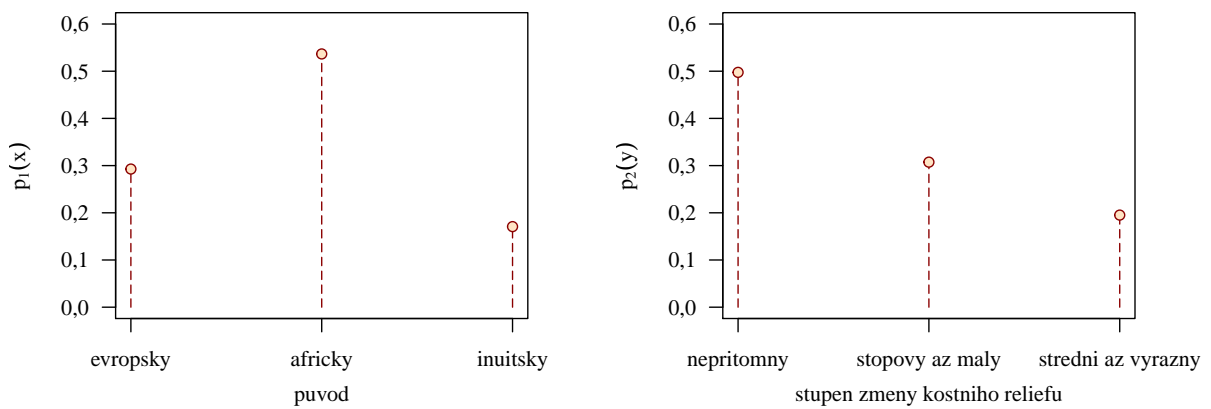 0,6
0,5
0,4
0,3
0,2
0,1
0,0
p₁(x)
evropsky africky inuitsky
puvod
0,6
0,5
0,4
0,3
0,2
0,1
0,0
p₂(y)
nepritomny stopovy az maly stredni az vyrazny
stupen zmeny kostniho reliefu